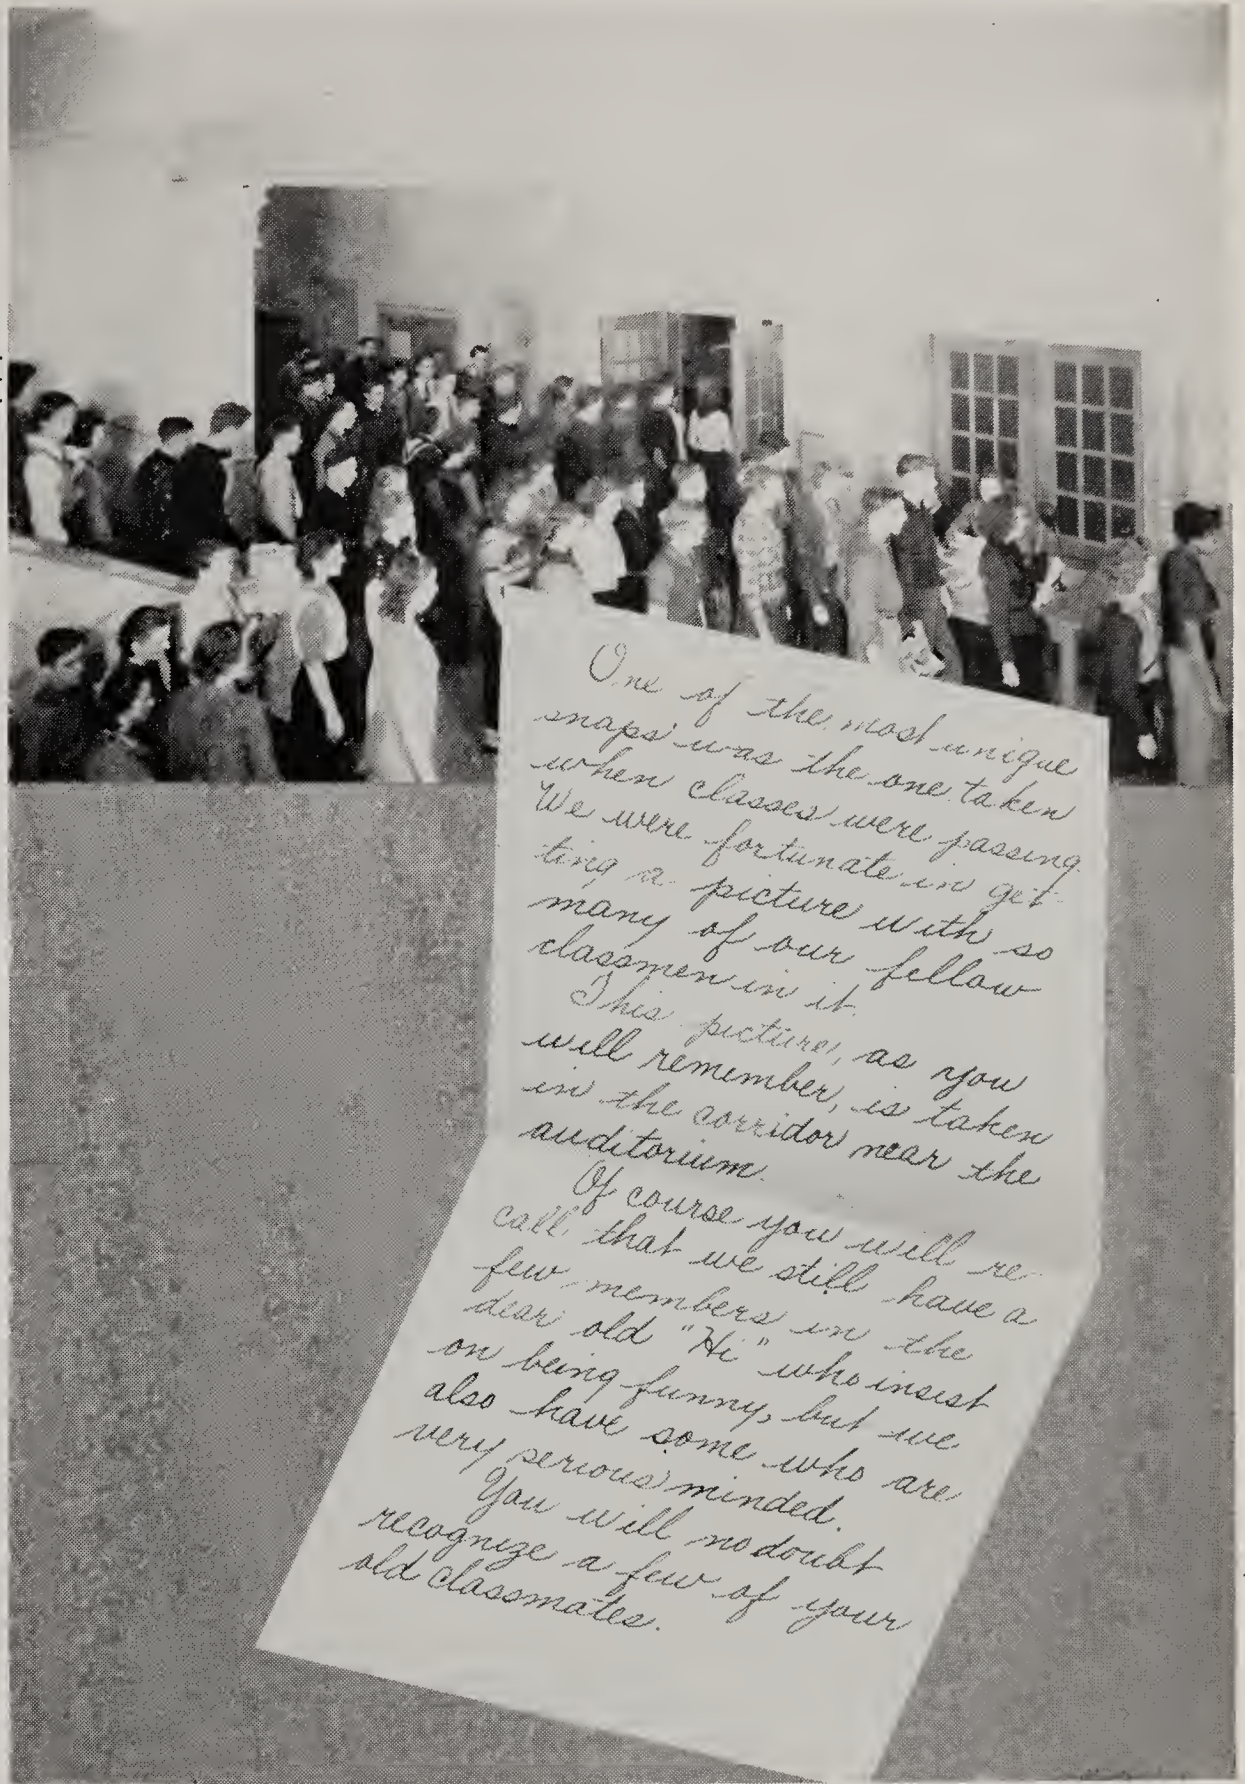 One of the most unique
snaps was the one taken
when classes were passing.
We were fortunate in get-
ting a picture with so
many of our fellow
classmen in it.
This picture, as you
will remember, is taken
in the corridor near the
auditorium.
Of course you will re-
call that we still have a
few members in the
dear old "Hi" who insist
on being funny, but we
also have some who are
very serious minded.
You will no doubt
recognize a few of your
old classmates.